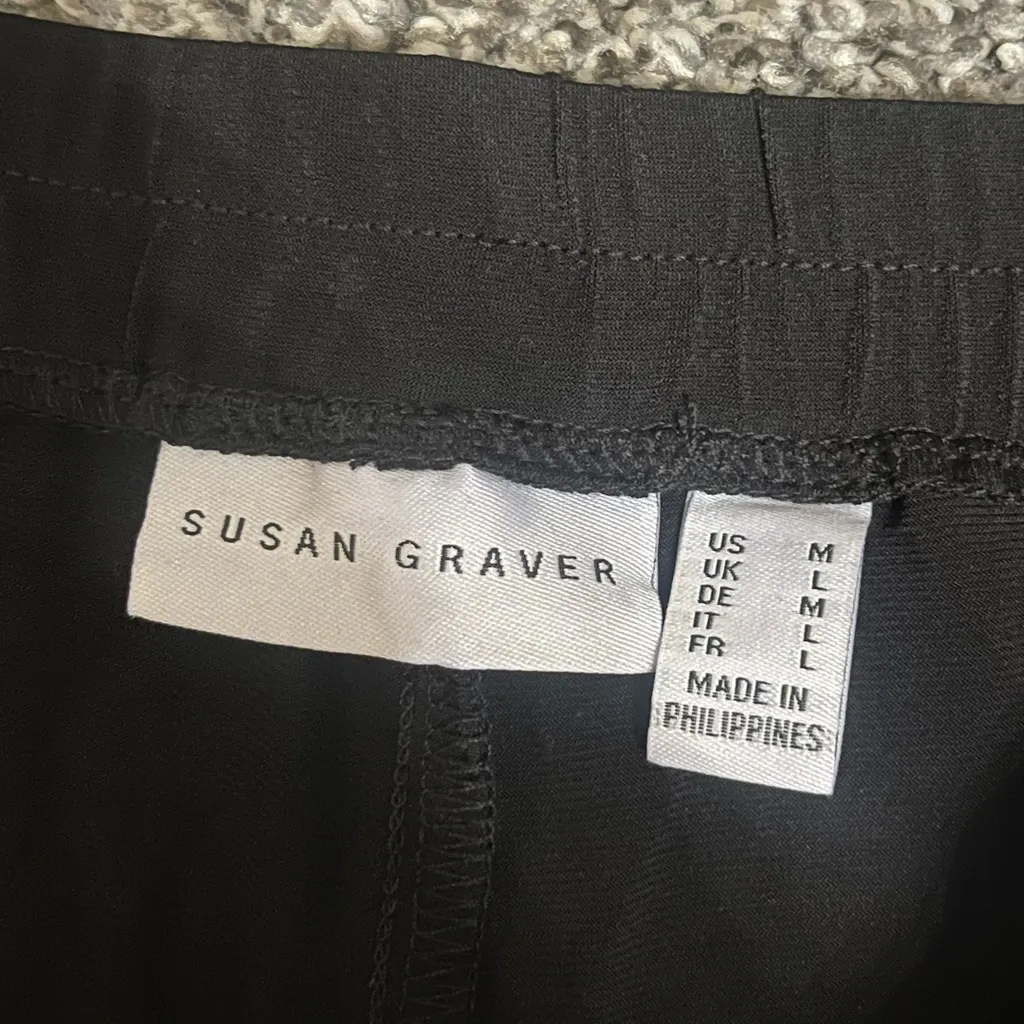 SUSAN GRAVER
US M
UK L
DE M
IT L
FR L
MADE IN
PHILIPPINES